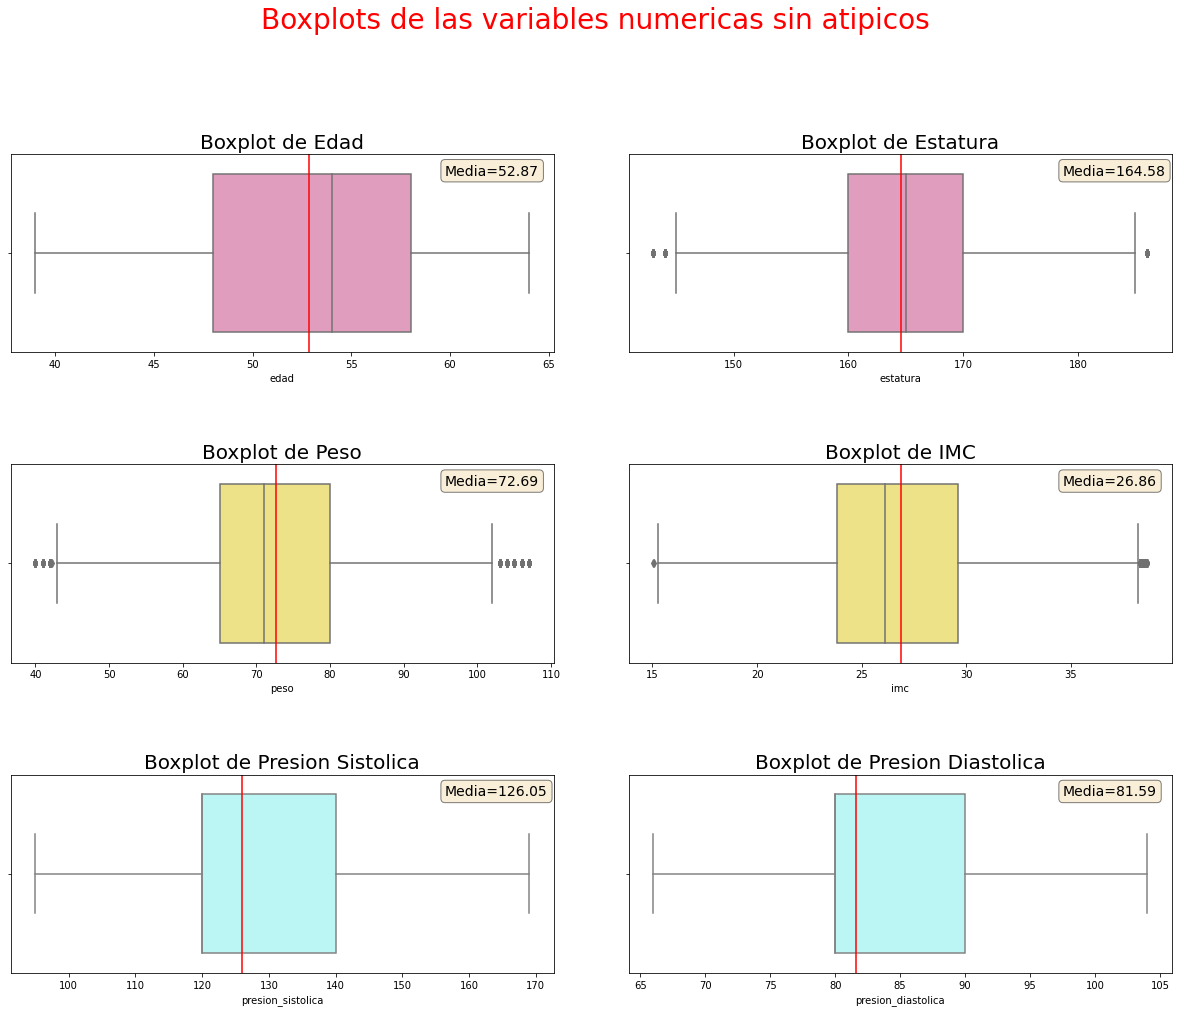 Boxplots de las variables numericas sin atipicos
Boxplot de Edad
Media=52.87
40 45 50 55 60 65
edad
Boxplot de Estatura
Media=164.58
150 160 170 180
estatura
Boxplot de Peso
Media=72.69
40 50 60 70 80 90 100 110
peso
Boxplot de IMC
Media=26.86
15 20 25 30 35
imc
Boxplot de Presion Sistolica
Media=126.05
100 110 120 130 140 150 160 170
presion_sistolica
Boxplot de Presion Diastolica
Media=81.59
65 70 75 80 85 90 95 100 105
presion_diastolica